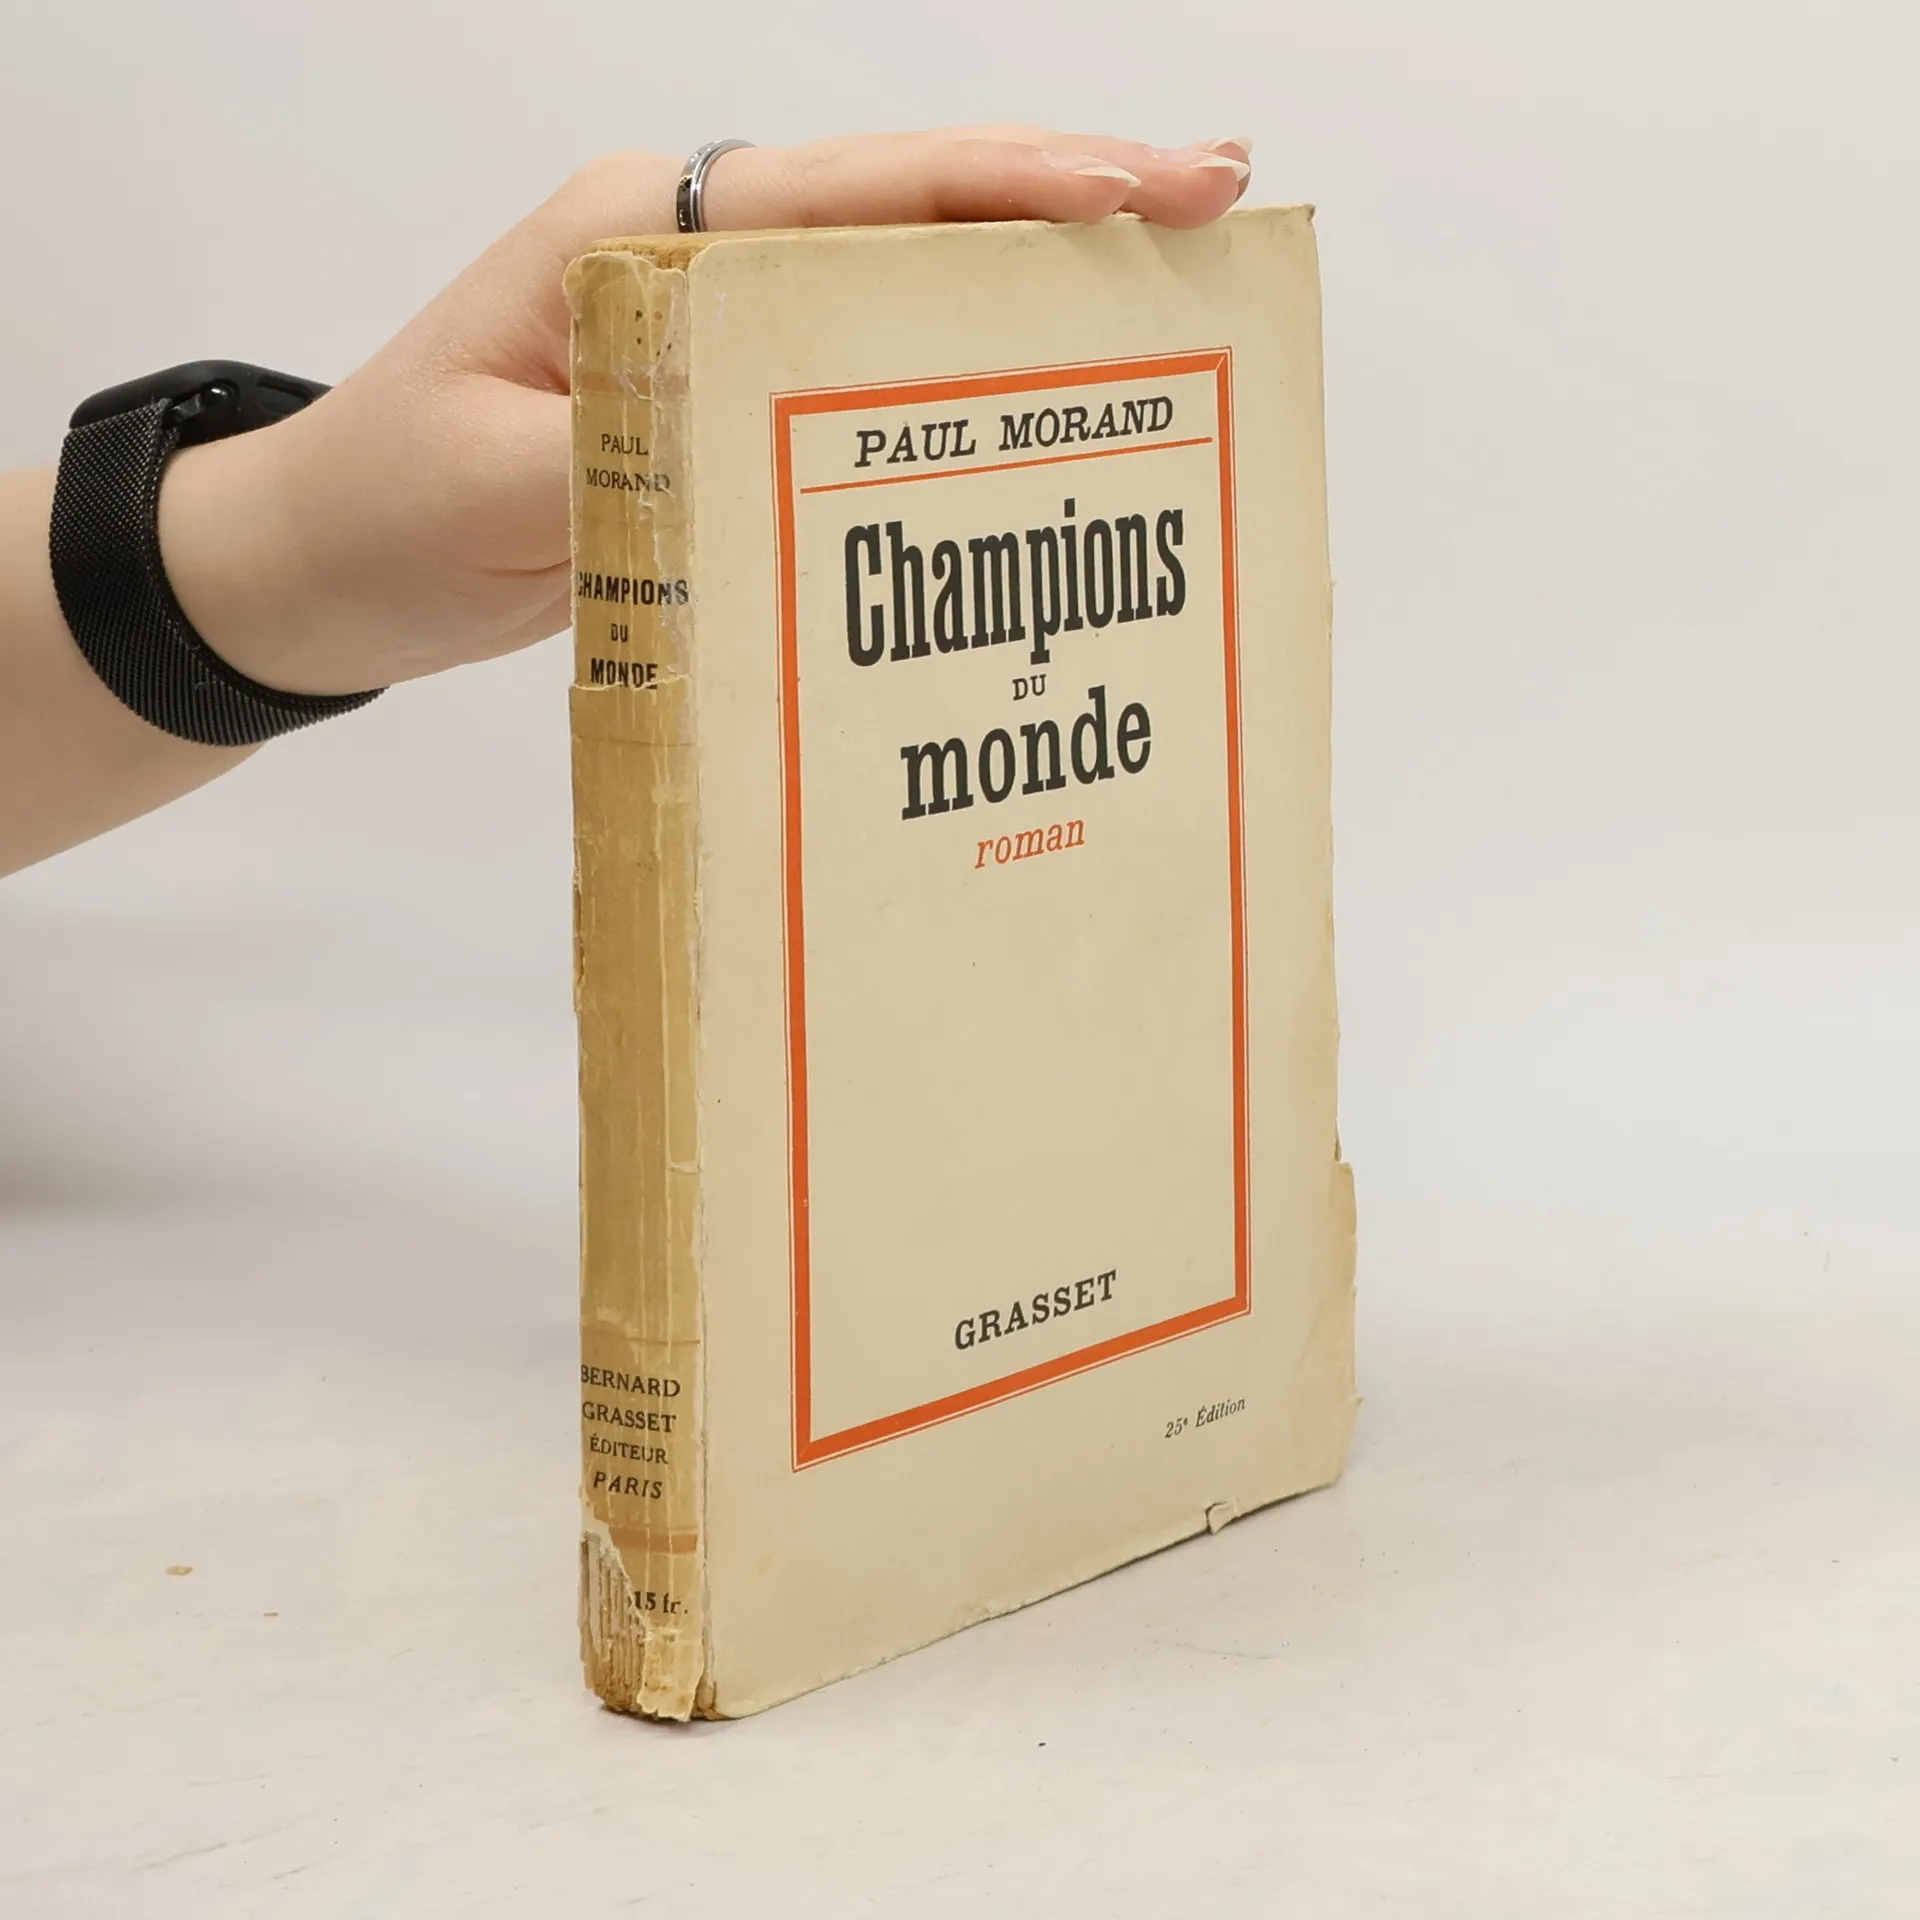 PAUL MORAND
Champions
DU
monde
roman
GRASSET
25e Édition
PAUL
MORAND
CHAMPIONS
DU
MONDE
BERNARD
GRASSET
ÉDITEUR
PARIS
15 fr.